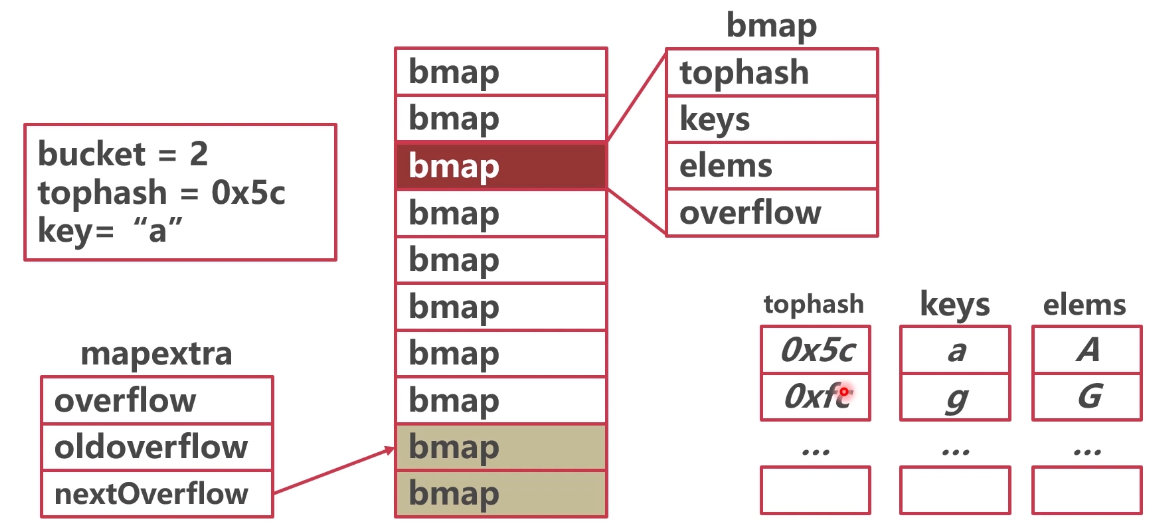 bucket = 2
tophash = 0x5c
key= “a”
mapextra
overflow
oldoverflow
nextOverflow
bmap
bmap
bmap
bmap
bmap
bmap
bmap
bmap
bmap
bmap
bmap
tophash
keys
elems
overflow
tophash keys elems
0x5c a A
g G
... ... ...